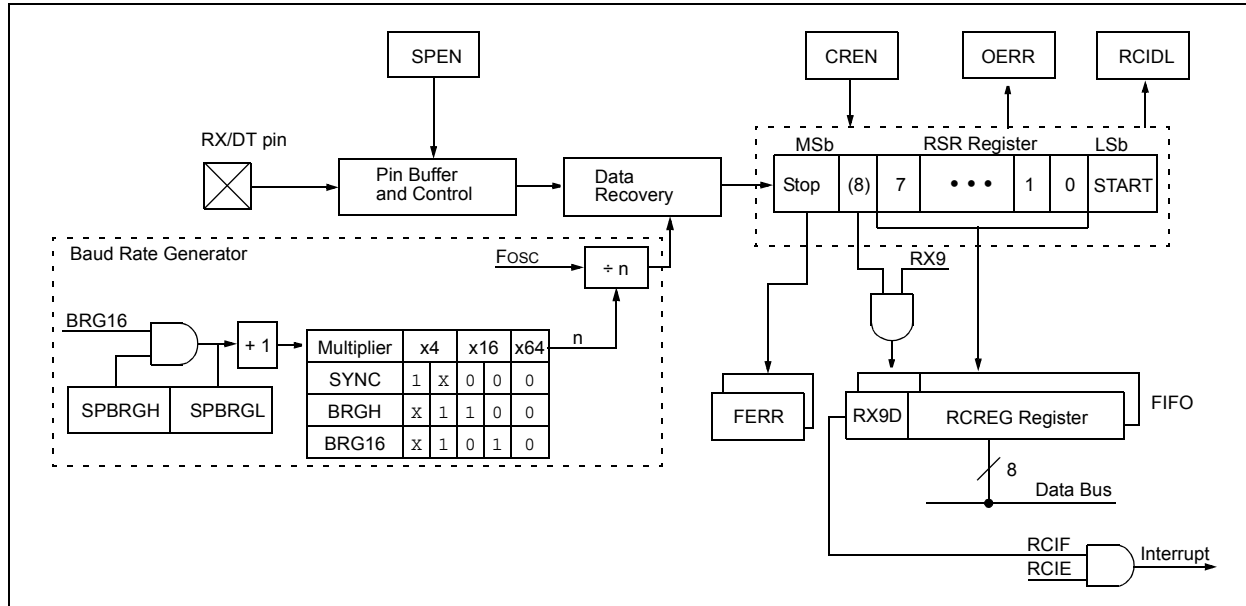 SPEN
CREN
OERR
RCIDL
RX/DT pin
Pin Buffer
and Control
Data
Recovery
MSb
RSR Register
LSb
Stop (8) 7 • • • 1 0 START
Baud Rate Generator
FOSC
÷ n
RX9
BRG16
+ 1
n
Multiplier x4 x16 x64
SYNC 1 X 0 0 0
BRGH X 1 1 0 0
BRG16 X 1 0 1 0
SPBRGH SPBRGL
FERR
RX9D
RCREG Register
FIFO
8
Data Bus
RCIF
RCIE
Interrupt